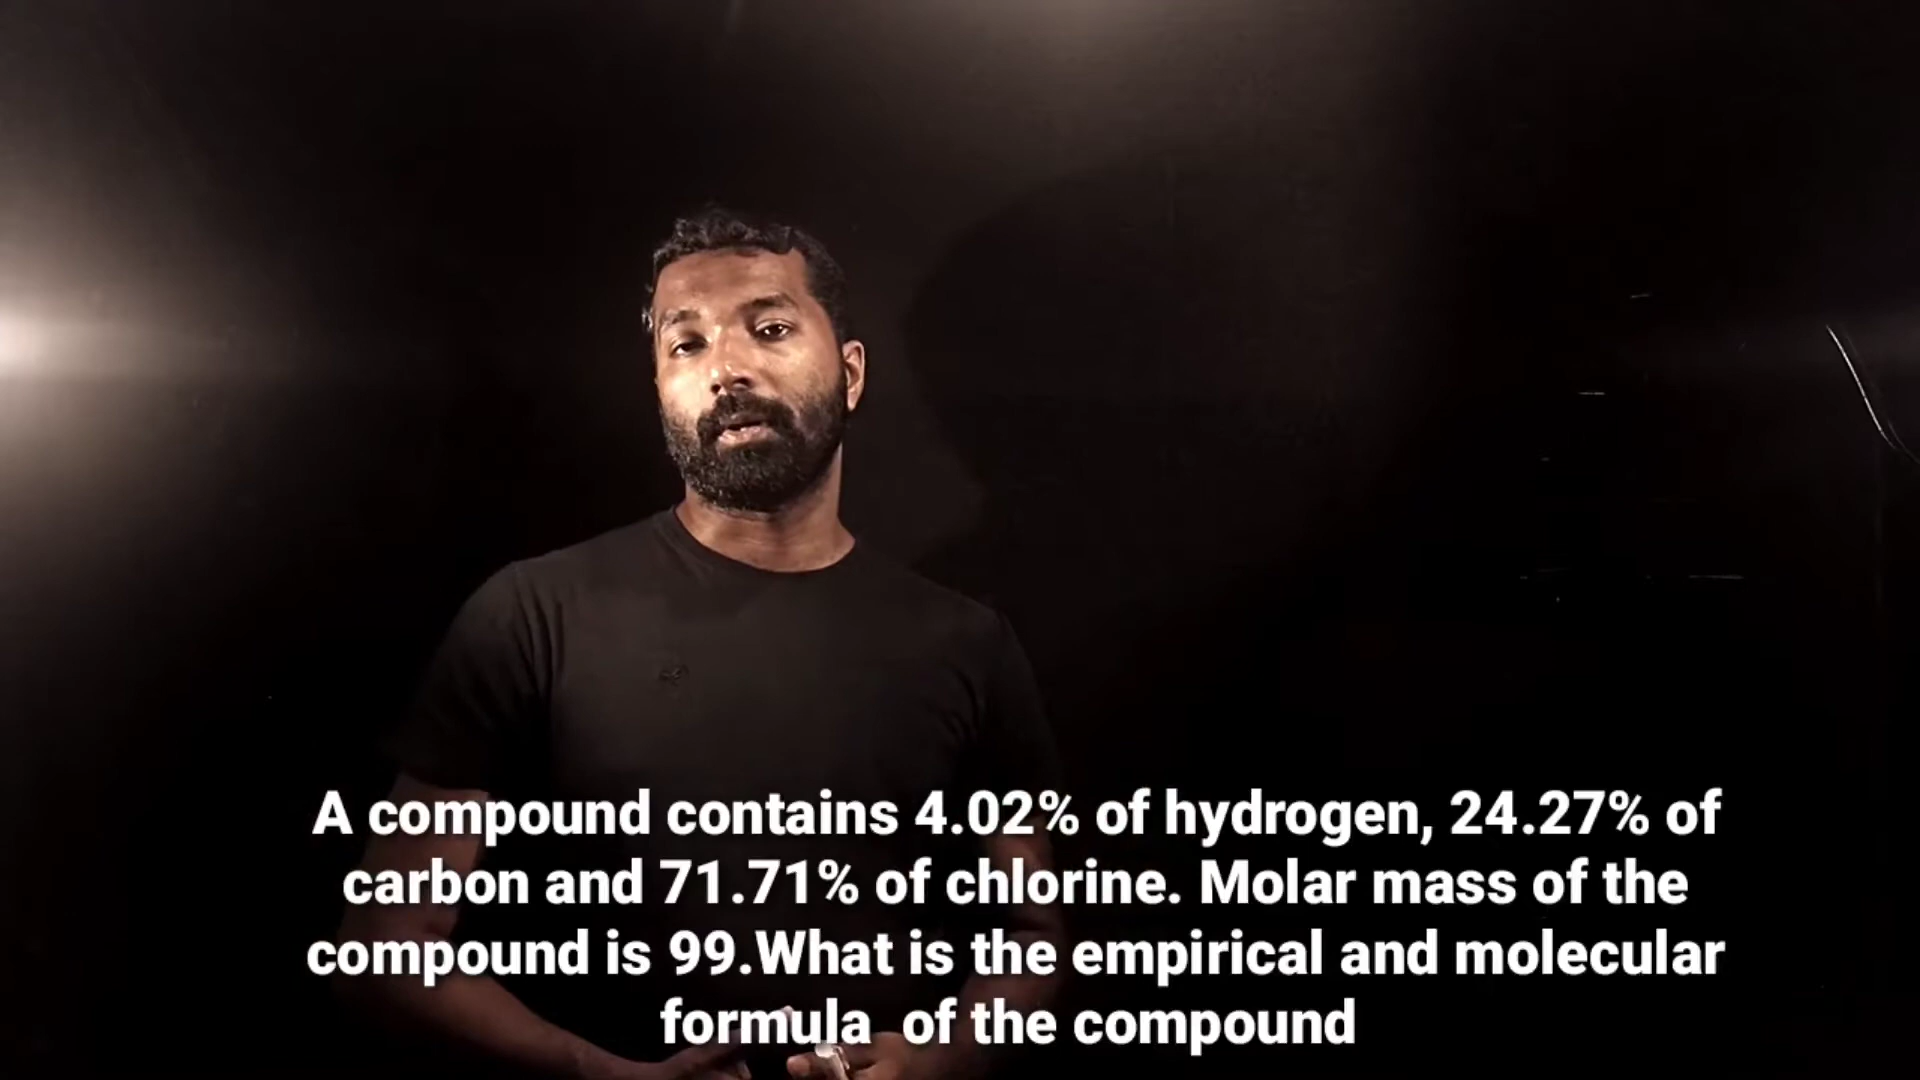 A compound contains 4.02% of hydrogen, 24.27% of
carbon and 71.71% of chlorine. Molar mass of the
compound is 99.What is the empirical and molecular
formula  of the compound